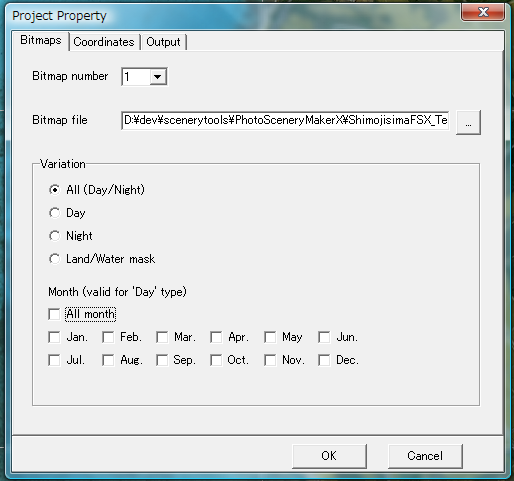 Project Property
Bitmaps Coordinates Output
Bitmap number 1
Bitmap file D:¥dev¥scenerytools¥PhotoSceneryMakerX¥ShimojisimaFSX_Te ...
Variation
All (Day/Night)
Day
Night
Land/Water mask
Month (valid for 'Day' type)
All month
Jan. Feb. Mar. Apr. May Jun.
Jul. Aug. Sep. Oct. Nov. Dec.
OK Cancel